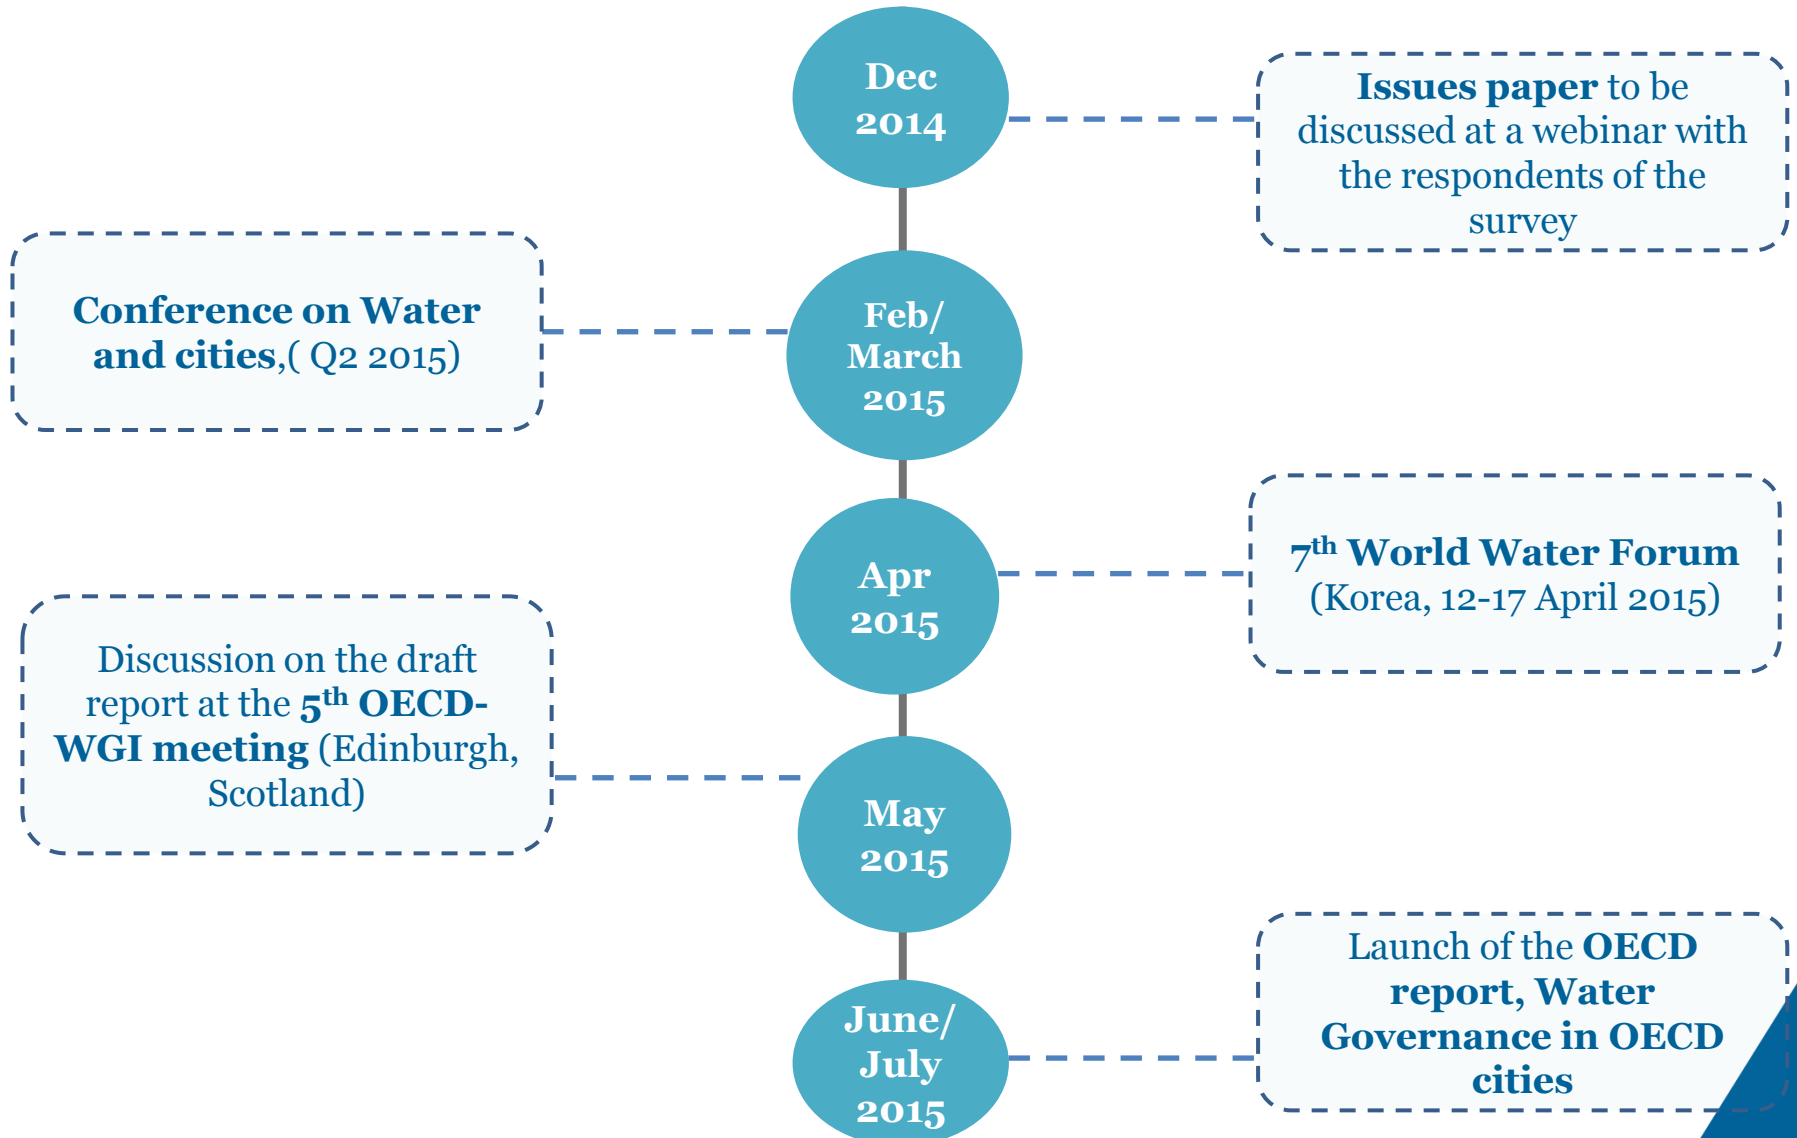 Dec
2014
Issues paper to be
discussed at a webinar with
the respondents of the
survey
Feb/
March
2015
Conference on Water
and cities,( Q2 2015)
Apr
2015
7th World Water Forum
(Korea, 12-17 April 2015)
May
2015
Discussion on the draft
report at the 5th OECD-
WGI meeting (Edinburgh,
Scotland)
June/
July
2015
Launch of the OECD
report, Water
Governance in OECD
cities